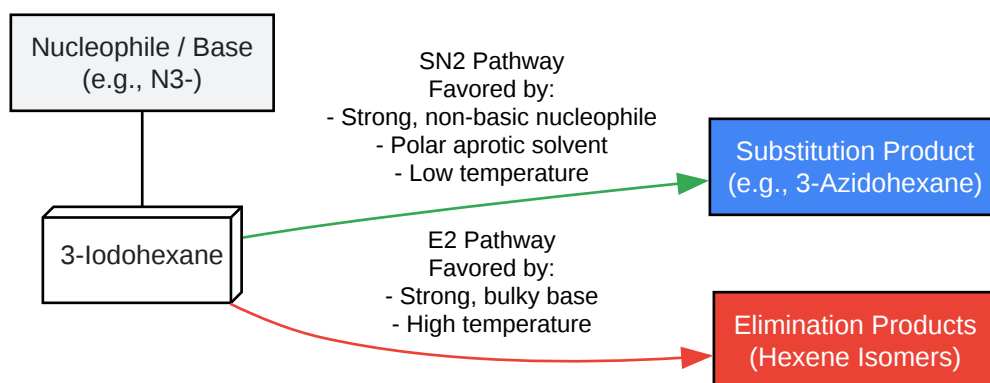 Nucleophile / Base
(e.g., N3-)
SN2 Pathway
Favored by:
- Strong, non-basic nucleophile
- Polar aprotic solvent
- Low temperature
Substitution Product
(e.g., 3-Azidohexane)
3-Iodohexane
E2 Pathway
Favored by:
- Strong, bulky base
- High temperature
Elimination Products
(Hexene Isomers)